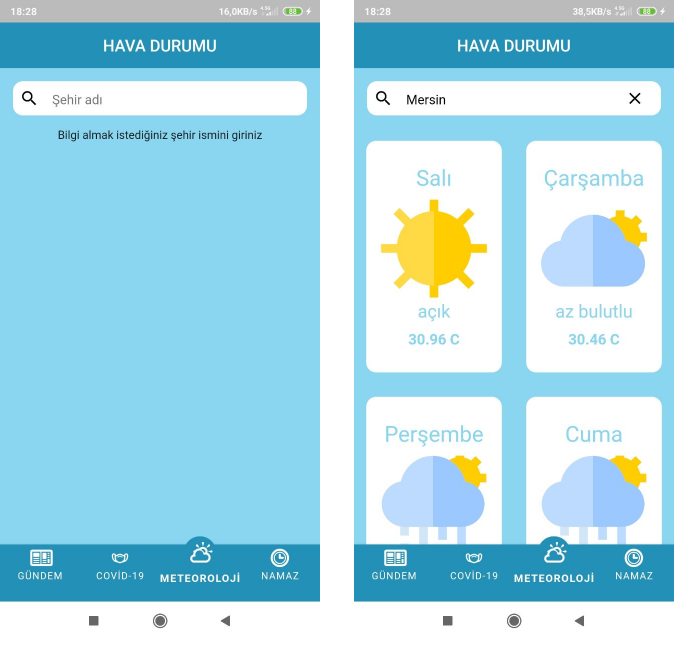 18:28
16,0KB/s
88
HAVA DURUMU
Şehir adı
Bilgi almak istediğiniz şehir ismini giriniz
GÜNDEM
COVİD-19
METEOROLOJİ
NAMAZ
18:28
38,5KB/s
88
HAVA DURUMU
Mersin
Salı
Çarşamba
açık
az bulutlu
30.96 C
30.46 C
Perşembe
Cuma
GÜNDEM
COVİD-19
METEOROLOJİ
NAMAZ